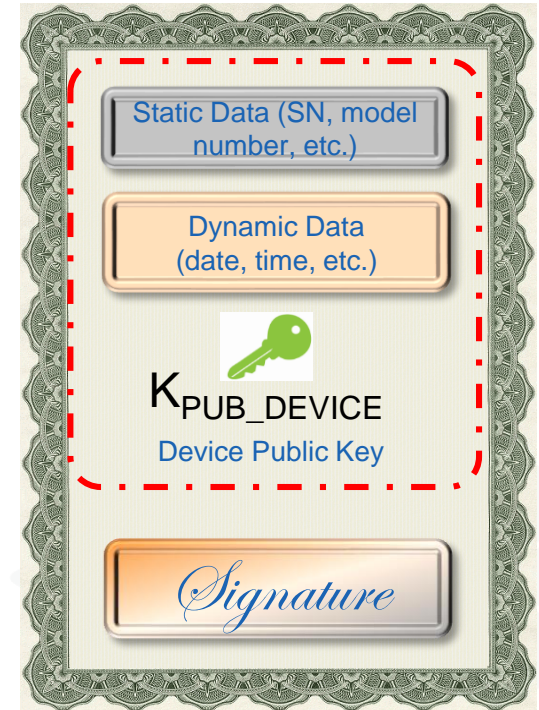 Static Data (SN, model
number, etc.)
Dynamic Data
(date, time, etc.)
KPUB_DEVICE
Device Public Key
Signature